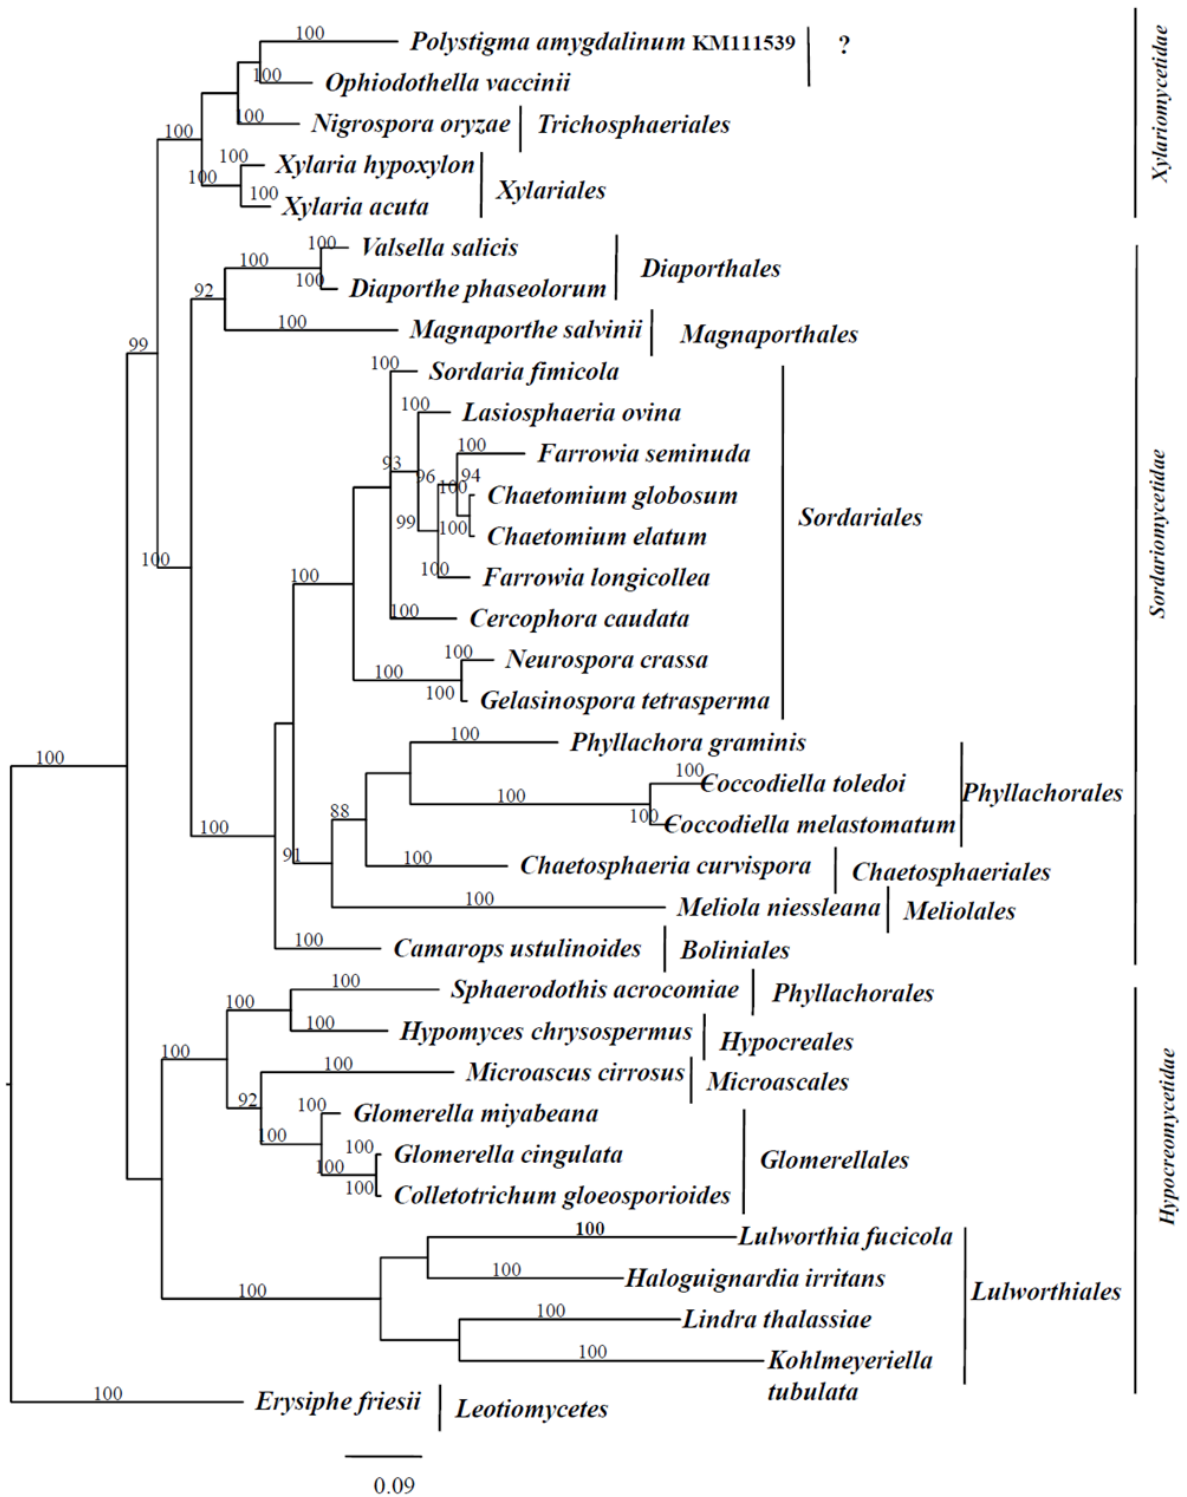 100 Polystigma amygdalinum KM111539 ?
100 Ophiodothella vaccinii
100 Nigrospora oryzae Trichosphaeriales
100
100 Xylaria hypoxylon
100
100 Xylaria acuta
Xylariales
Xylariomycetidae
100 Valsella salicis
100
100 Diaporthe phaseolorum
Diaporthales
92
100 Magnaporthe salvinii Magnaporthales
99
100 Sordaria fimicola
100 Lasiosphaeria ovina
100 Farrowia seminuda
93
96
94
100 Chaetomium globosum
99
100 Chaetomium elatum
Sordariales
100
100 Farrowia longicollea
100
100 Cercophora caudata
100 Neurospora crassa
100
100 Gelasinospora tetrasperma
100 Phyllachora graminis
100
100 Coccodiella toledoi
Phyllachorales
100
88
100 Coccodiella melastomatum
100
91
100 Chaetosphaeria curvispora Chaetosphaeriales
100 Meliola niessleana Meliolales
100 Camarops ustulinoides Boliniales
Sordariomycetidae
100 Sphaerodothis acrocomiae Phyllachorales
100
100 Hypomyces chrysospermus Hypocreales
100
100 Microascus cirrosus Microascales
92
100 Glomerella miyabeana
100
100 Glomerella cingulata
Glomerellales
100
100 Colletotrichum gloeosporioides
100 Lulworthia fucicola
100 Haloguignardia irritans
100
Lulworthiales
100 Lindra thalassiae
100 Kohlmeyeriella
tubulata
Hypocreomycetidae
100 Erysiphe friesii Leotiomycetes
0.09